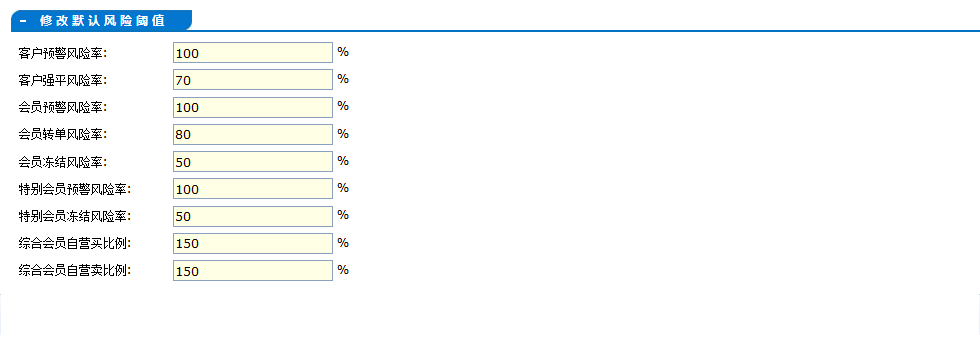 - 修改默认风险阈值
客户预警风险率: 100 %
客户强平风险率: 70 %
会员预警风险率: 100 %
会员转单风险率: 80 %
会员冻结风险率: 50 %
特别会员预警风险率: 100 %
特别会员冻结风险率: 50 %
综合会员自营买比例: 150 %
综合会员自营卖比例: 150 %